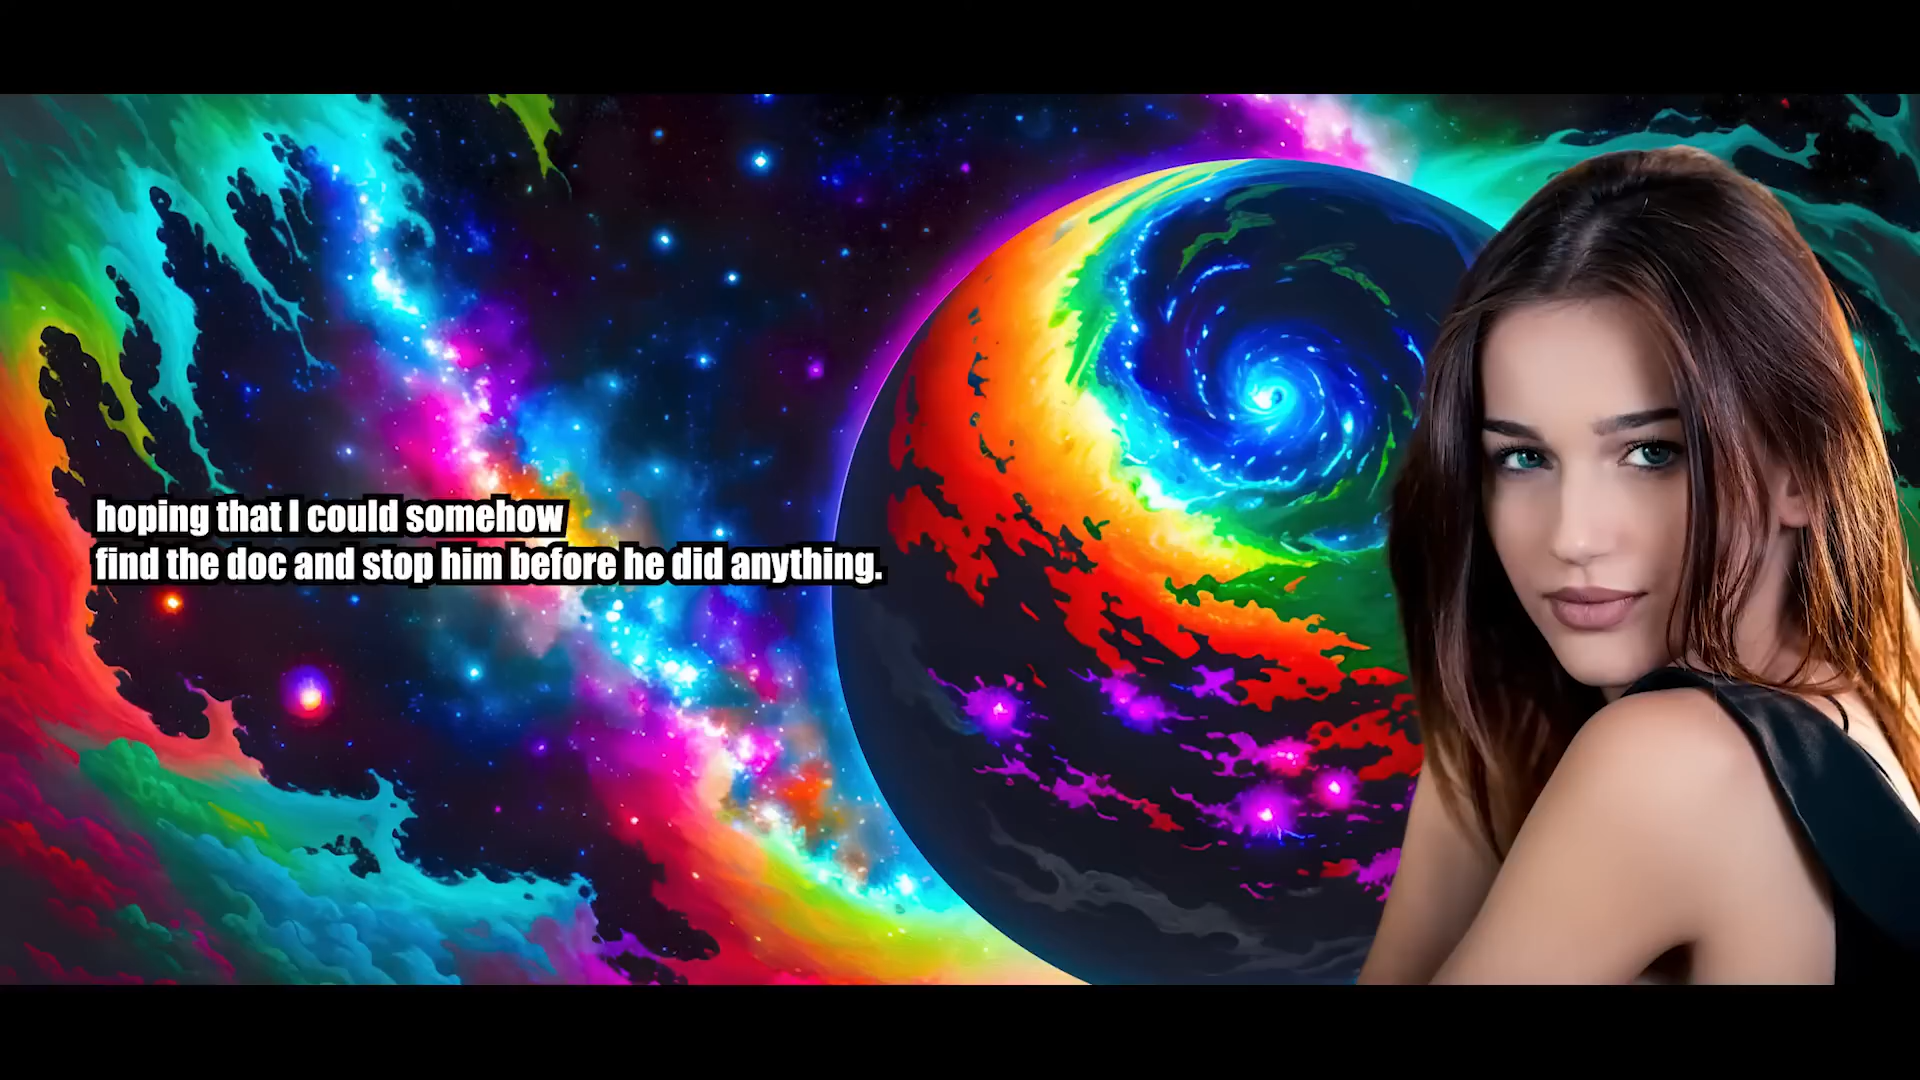 hoping that I could somehow
find the doc and stop him before he did anything.